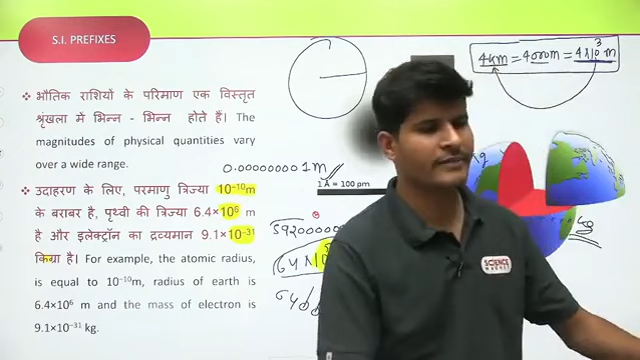 S.I. PREFIXES
4km = 4000m = 4×10³ m
भौतिक राशियों के परिमाण एक विस्तृत
श्रृंखला में भिन्न - भिन्न होते हैं। The
magnitudes of physical quantities vary
over a wide range.
0.00000000 1m
1 Å = 100 pm
उदाहरण के लिए, परमाणु त्रिज्या 10⁻¹⁰m
के बराबर है, पृथ्वी की त्रिज्या 6.4×10⁶ m
है और इलेक्ट्रॉन का द्रव्यमान 9.1×10⁻³¹
किग्रा है। For example, the atomic radius,
is equal to 10⁻¹⁰m, radius of earth is
6.4×10⁶ m and the mass of electron is
9.1×10⁻³¹ kg.
SCIENCE
MAGNET